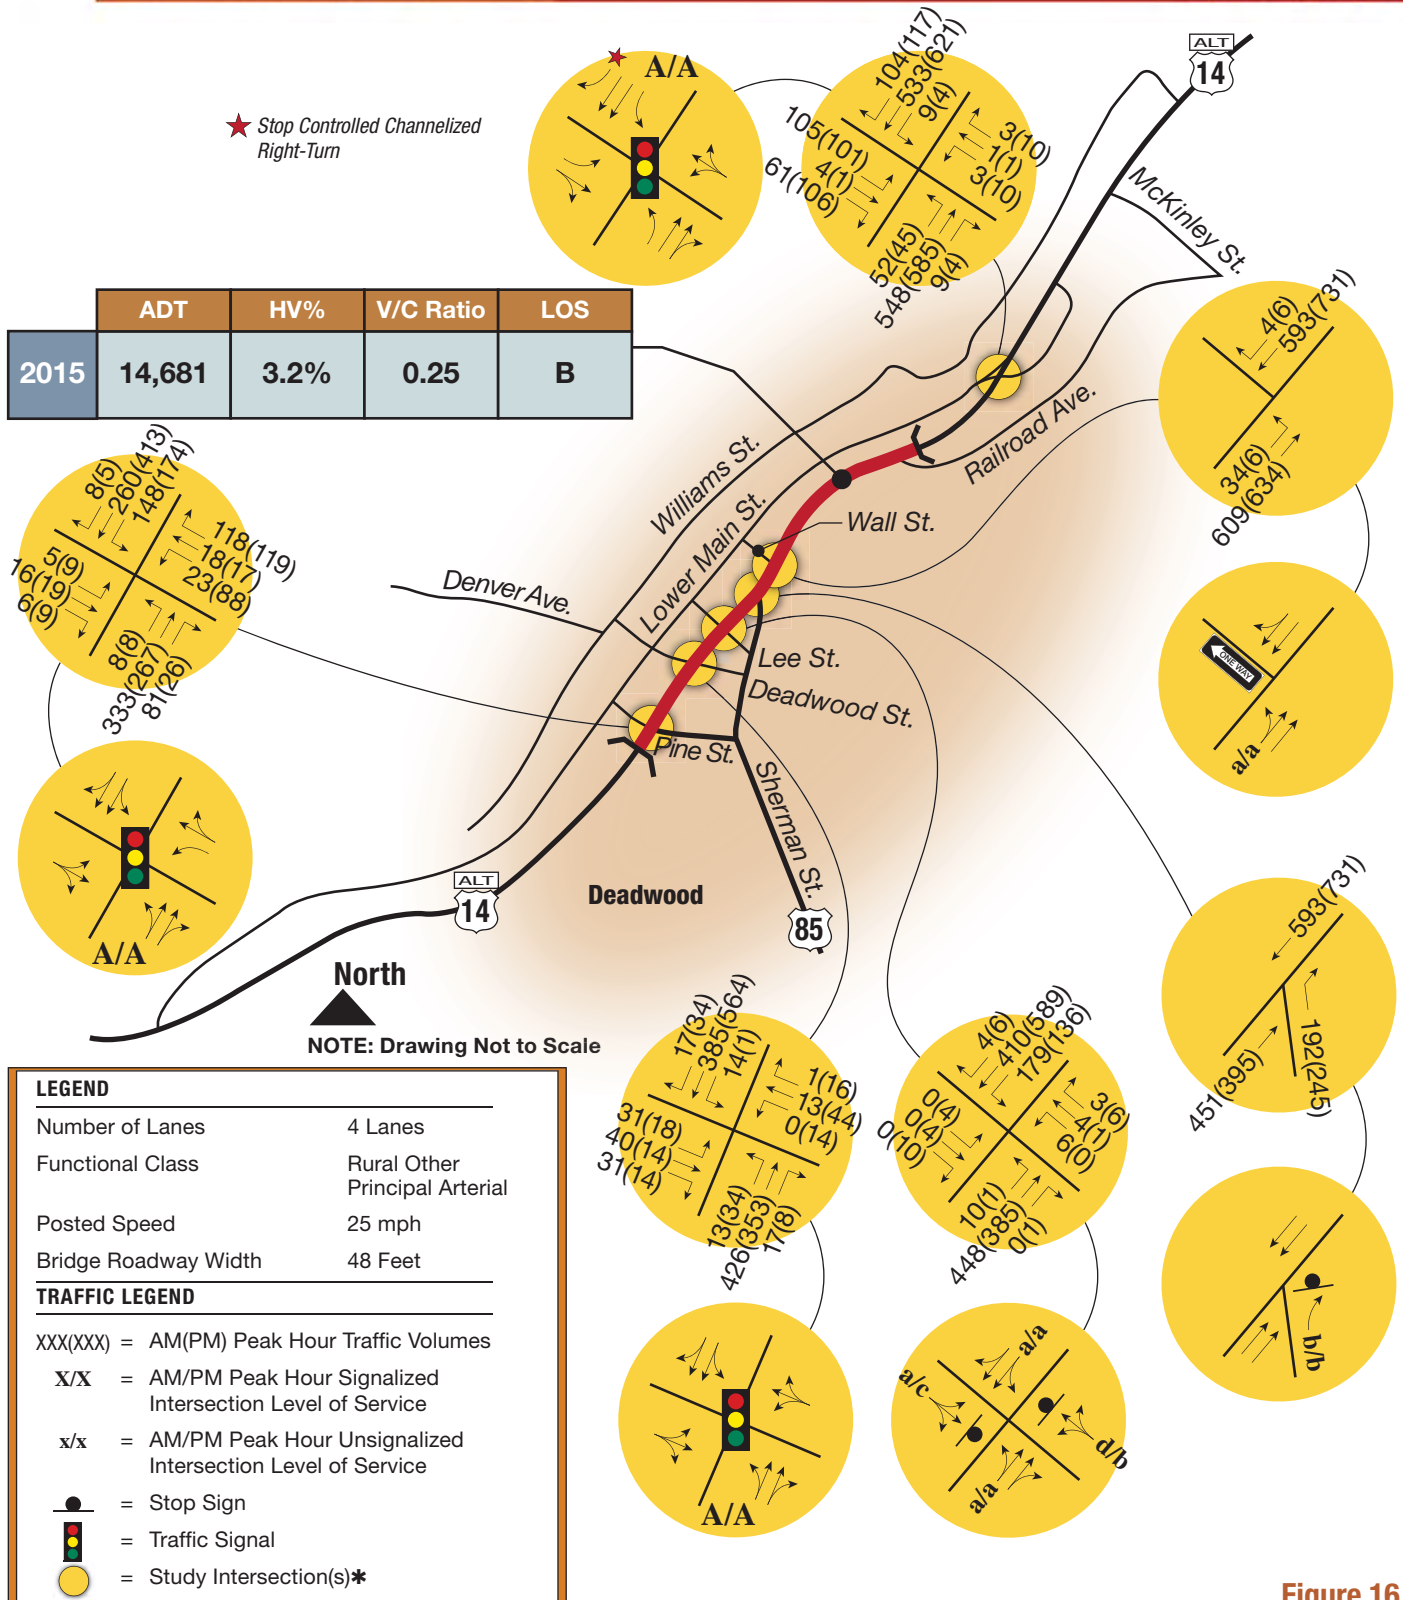 ALT
14
Stop Controlled Channelized
Right-Turn
A/A
104(117)
533(621)
9(4)
105(101)
4(1)
61(106)
3(10)
1(1)
3(10)
52(45)
548(585)
9(4)
McKinley St.
ADT HV% V/C Ratio LOS
2015 14,681 3.2% 0.25 B
4(6)
593(731)
34(6)
609(634)
Railroad Ave.
Williams St.
Lower Main St.
Wall St.
Denver Ave.
Lee St.
Deadwood St.
Pine St.
Sherman St.
8(5)
260(413)
148(174)
5(9)
16(19)
6(9)
118(119)
18(17)
23(88)
8(8)
333(267)
81(26)
ONE WAY
a/a
A/A
ALT
14
Deadwood
85
North
NOTE: Drawing Not to Scale
593(731)
451(395)
192(245)
b/b
17(34)
385(564)
14(1)
31(18)
40(14)
31(14)
1(16)
13(44)
0(14)
13(34)
426(353)
17(8)
A/A
4(6)
410(589)
179(136)
0(4)
0(4)
0(10)
3(6)
4(1)
6(0)
10(1)
448(385)
0(1)
a/a
a/c
d/b
a/a
LEGEND
Number of Lanes 4 Lanes
Functional Class Rural Other
Principal Arterial
Posted Speed 25 mph
Bridge Roadway Width 48 Feet
TRAFFIC LEGEND
XXX(XXX) = AM(PM) Peak Hour Traffic Volumes
X/X = AM/PM Peak Hour Signalized
Intersection Level of Service
x/x = AM/PM Peak Hour Unsignalized
Intersection Level of Service
= Stop Sign
= Traffic Signal
= Study Intersection(s)✱
Figure 16